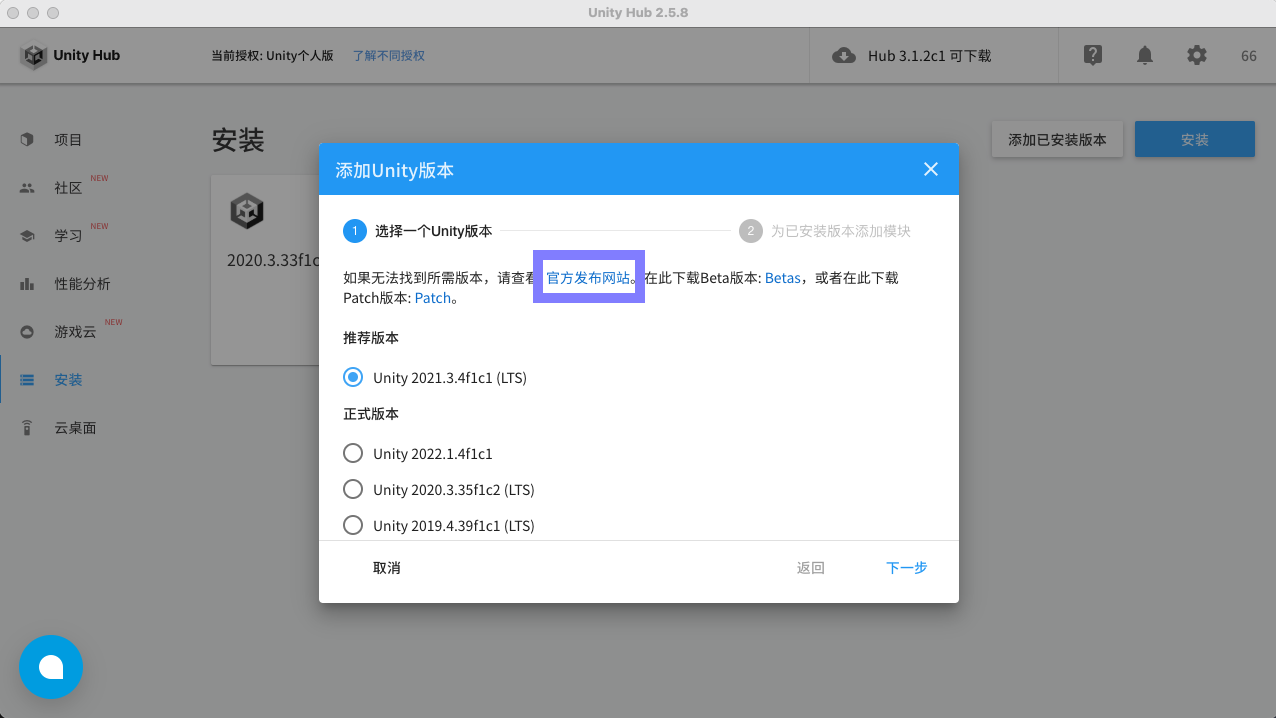 Unity Hub 2.5.8
Unity Hub
当前授权: Unity个人版
了解不同授权
Hub 3.1.2c1 可下载
66
项目
社区 NEW
学习 NEW
性能分析
游戏云 NEW
安装
云桌面
安装
添加已安装版本
安装
2020.3.33f1c
添加Unity版本
1 选择一个Unity版本
2 为已安装版本添加模块
如果无法找到所需版本，请查看 官方发布网站。在此下载Beta版本: Betas，或者在此下载
Patch版本: Patch。
推荐版本
Unity 2021.3.4f1c1 (LTS)
正式版本
Unity 2022.1.4f1c1
Unity 2020.3.35f1c2 (LTS)
Unity 2019.4.39f1c1 (LTS)
取消
返回
下一步